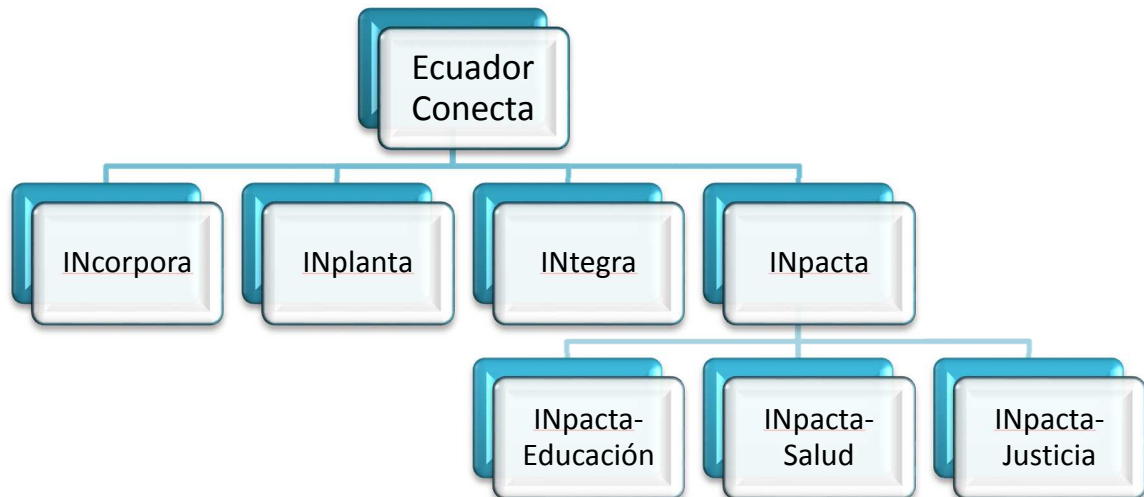 Ecuador
Conecta
INcorpora
INplanta
INtegra
INpacta
INpacta-
Educación
INpacta-
Salud
INpacta-
Justicia